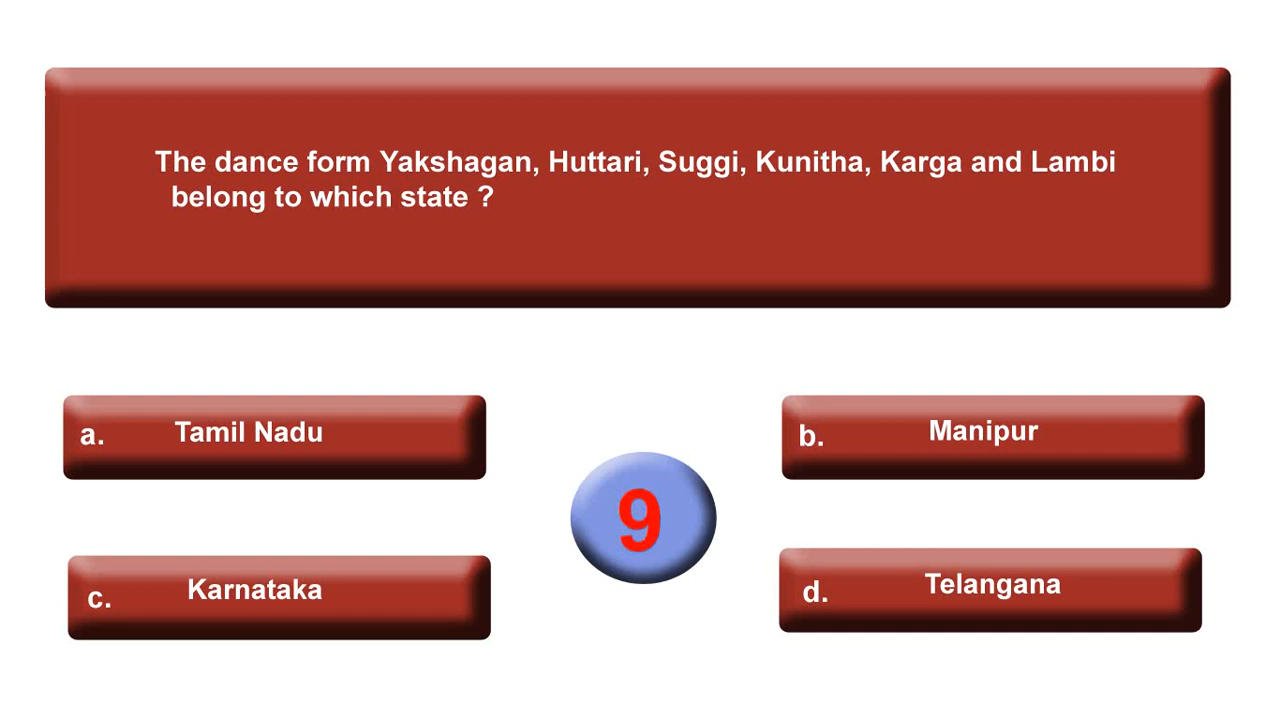 The dance form Yakshagan, Huttari, Suggi, Kunitha, Karga and Lambi
belong to which state ?
a. Tamil Nadu
b. Manipur
9
c. Karnataka
d. Telangana